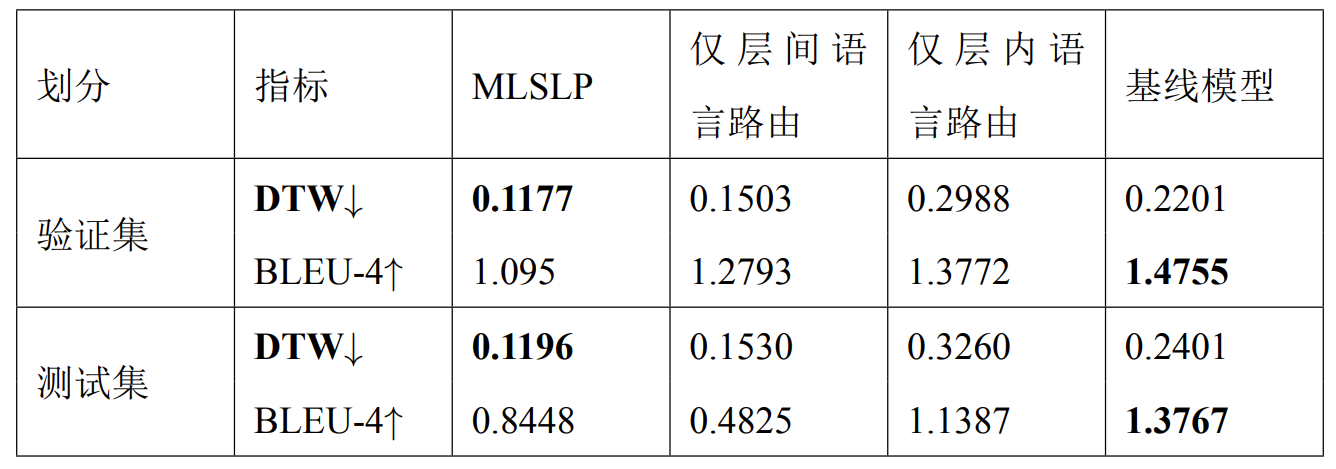 划分 指标 MLSLP 仅层间语言路由 仅层内语言路由 基线模型
验证集 DTW↓ 0.1177 0.1503 0.2988 0.2201
BLEU-4↑ 1.095 1.2793 1.3772 1.4755
测试集 DTW↓ 0.1196 0.1530 0.3260 0.2401
BLEU-4↑ 0.8448 0.4825 1.1387 1.3767